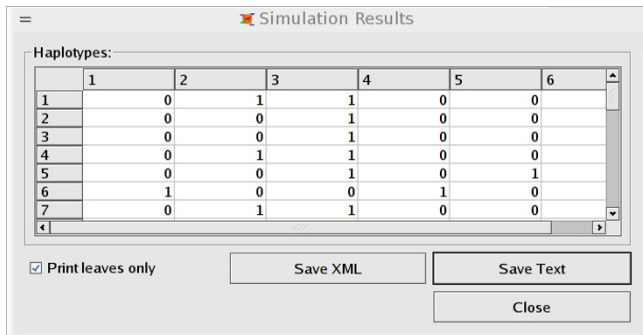 Simulation Results
Haplotypes:
1 2 3 4 5 6
1 0 1 1 0 0
2 0 0 1 0 0
3 0 0 1 0 0
4 0 1 1 0 0
5 0 0 1 0 1
6 1 0 0 1 0
7 0 1 1 0 0
Print leaves only Save XML Save Text
Close